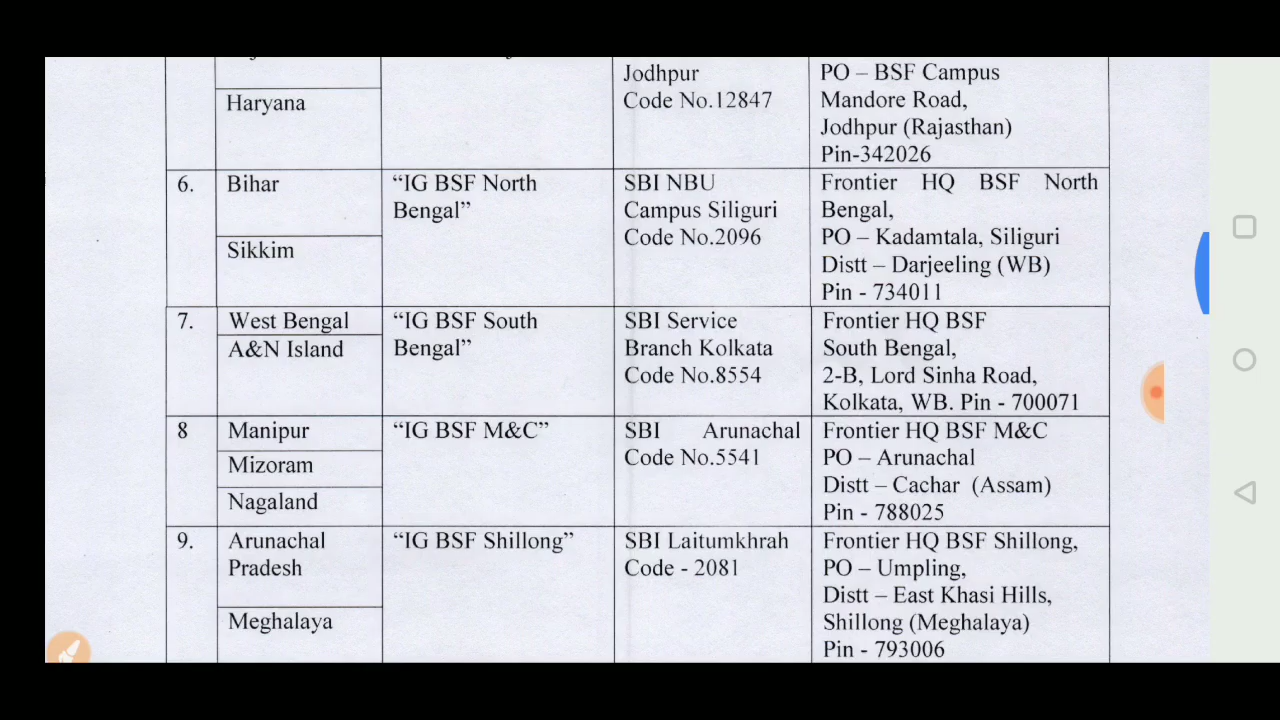 Jodhpur
Code No.12847
PO – BSF Campus
Mandore Road,
Jodhpur (Rajasthan)
Pin-342026
Haryana
6.
Bihar
Sikkim
“IG BSF North
Bengal”
SBI NBU
Campus Siliguri
Code No.2096
Frontier HQ BSF North
Bengal,
PO – Kadamtala, Siliguri
Distt – Darjeeling (WB)
Pin - 734011
7.
West Bengal
A&N Island
“IG BSF South
Bengal”
SBI Service
Branch Kolkata
Code No.8554
Frontier HQ BSF
South Bengal,
2-B, Lord Sinha Road,
Kolkata, WB. Pin - 700071
8
Manipur
Mizoram
Nagaland
“IG BSF M&C”
SBI Arunachal
Code No.5541
Frontier HQ BSF M&C
PO – Arunachal
Distt – Cachar (Assam)
Pin - 788025
9.
Arunachal
Pradesh
Meghalaya
“IG BSF Shillong”
SBI Laitumkhrah
Code - 2081
Frontier HQ BSF Shillong,
PO – Umpling,
Distt – East Khasi Hills,
Shillong (Meghalaya)
Pin - 793006